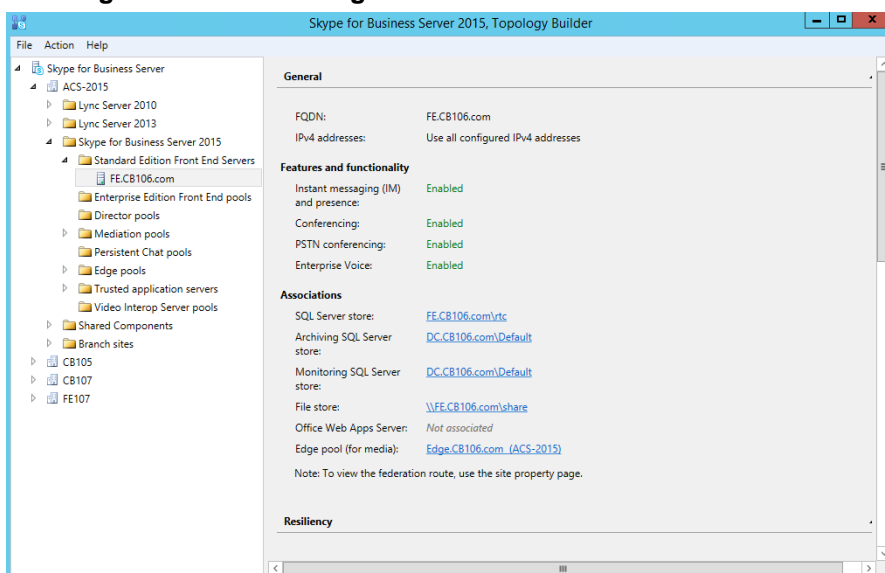 Skype for Business Server 2015, Topology Builder
File Action Help
Skype for Business Server
ACS-2015
Lync Server 2010
Lync Server 2013
Skype for Business Server 2015
Standard Edition Front End Servers
FE.CB106.com
Enterprise Edition Front End pools
Director pools
Mediation pools
Persistent Chat pools
Edge pools
Trusted application servers
Video Interop Server pools
Shared Components
Branch sites
CB105
CB107
FE107
General
FQDN: FE.CB106.com
IPv4 addresses: Use all configured IPv4 addresses
Features and functionality
Instant messaging (IM) Enabled
and presence:
Conferencing: Enabled
PSTN conferencing: Enabled
Enterprise Voice: Enabled
Associations
SQL Server store: FE.CB106.com\rtc
Archiving SQL Server DC.CB106.com\Default
store:
Monitoring SQL Server DC.CB106.com\Default
store:
File store: \\FE.CB106.com\share
Office Web Apps Server: Not associated
Edge pool (for media): Edge.CB106.com (ACS-2015)
Note: To view the federation route, use the site property page.
Resiliency